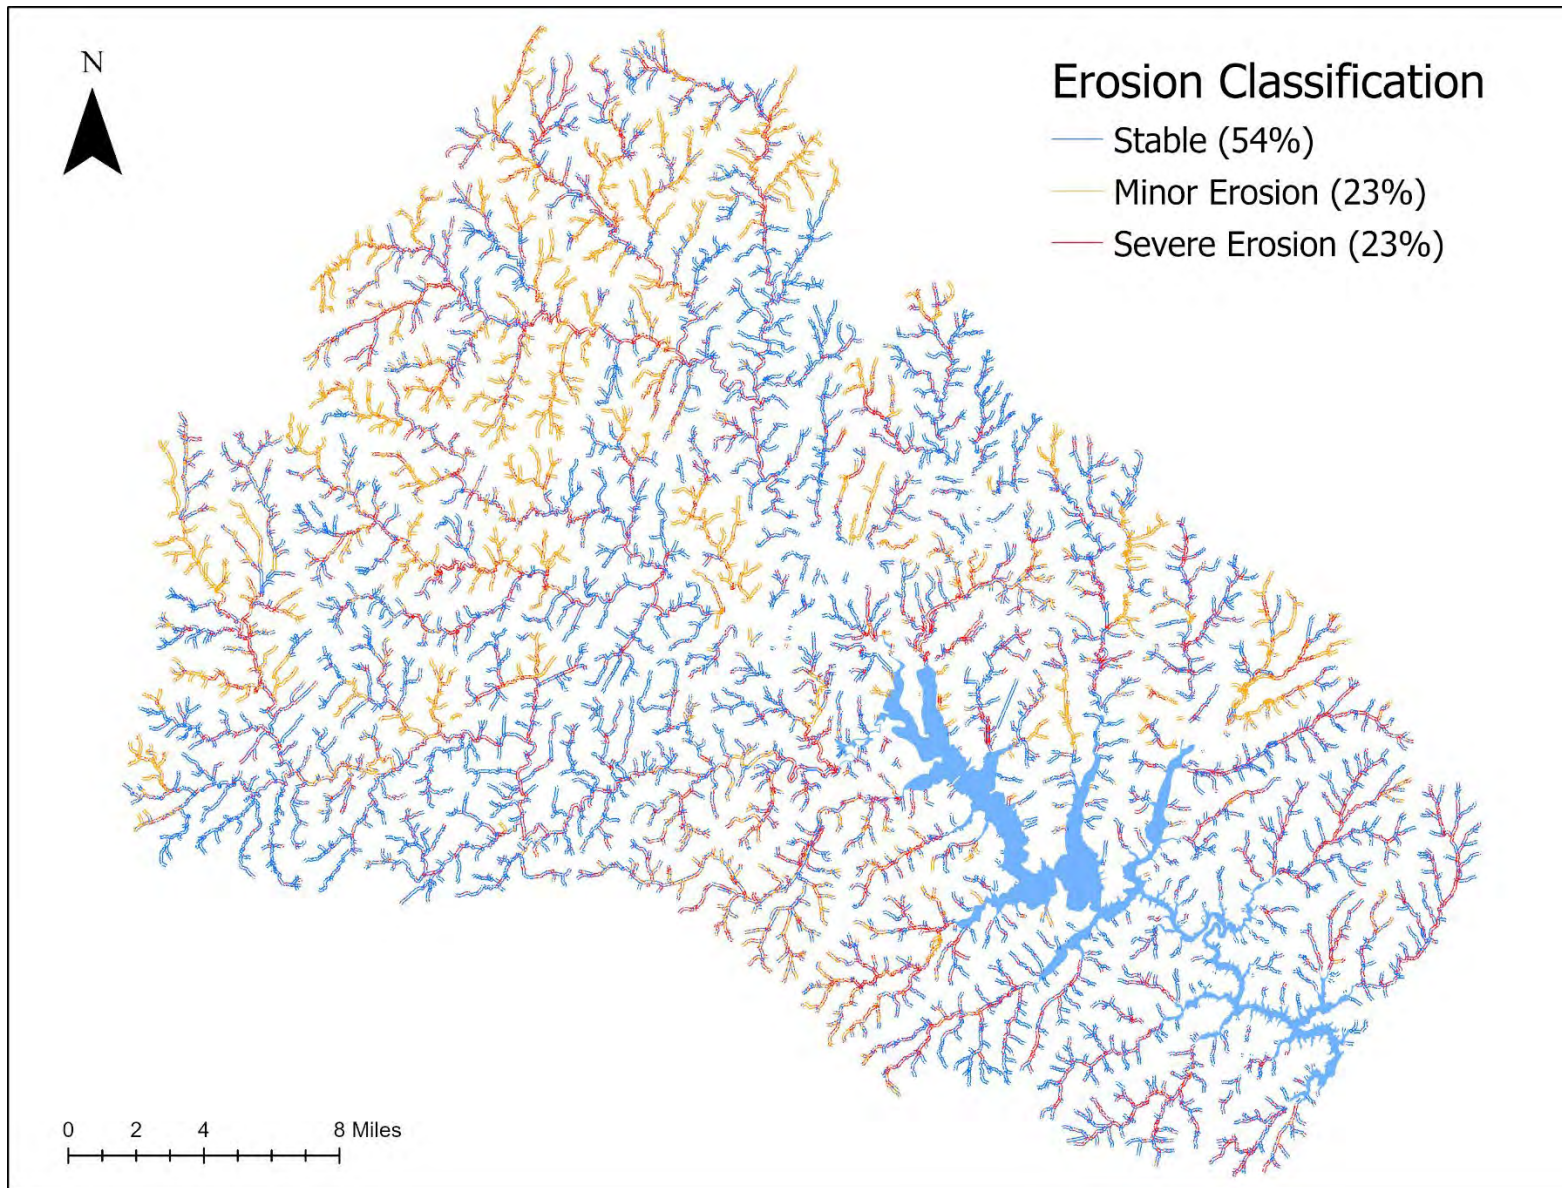 N
Erosion Classification
Stable (54%)
Minor Erosion (23%)
Severe Erosion (23%)
0 2 4 8 Miles